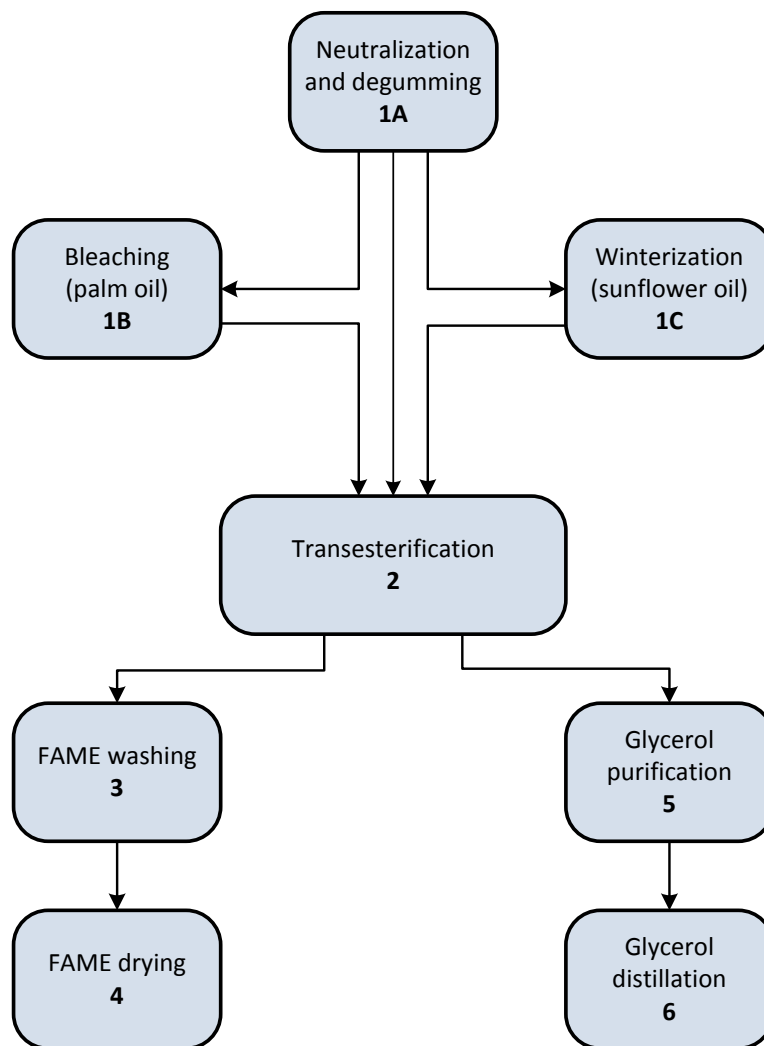 Neutralization
and degumming
1A
Bleaching
(palm oil)
1B
Winterization
(sunflower oil)
1C
Transesterification
2
FAME washing
3
Glycerol
purification
5
FAME drying
4
Glycerol
distillation
6